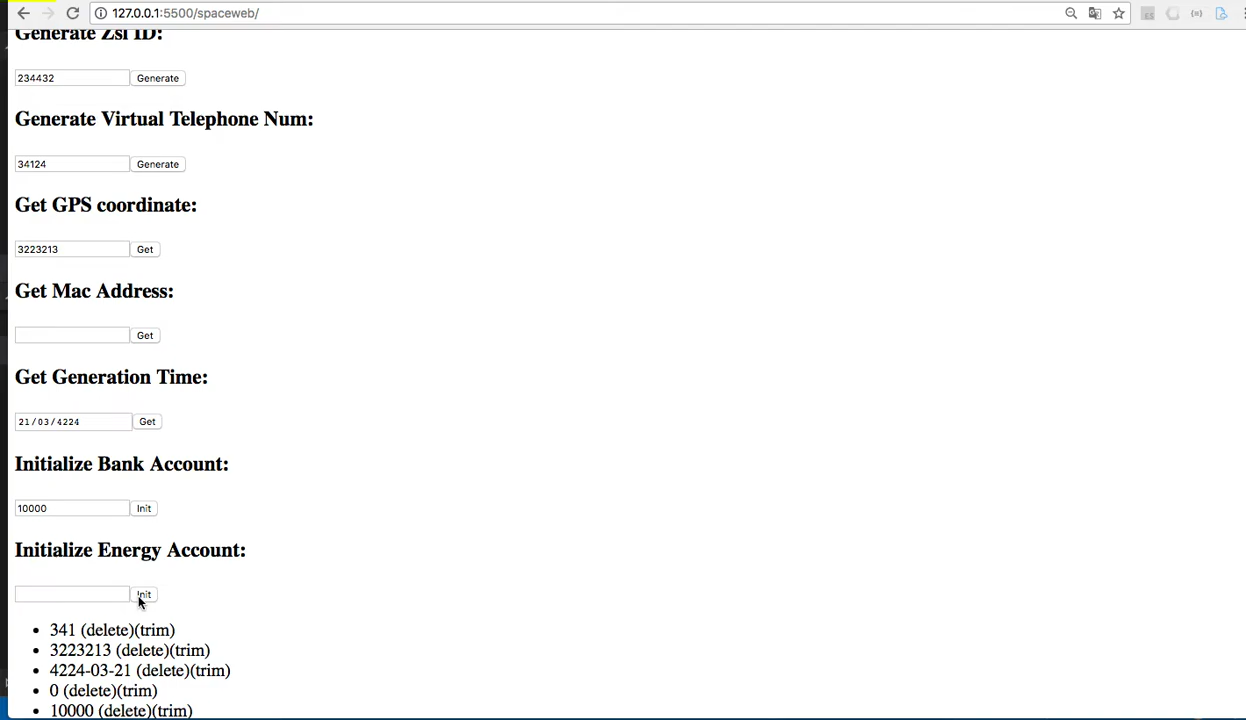 127.0.0.1:5500/spaceweb/
Generate Zsl ID:
234432 Generate
Generate Virtual Telephone Num:
34124 Generate
Get GPS coordinate:
3223213 Get
Get Mac Address:
Get
Get Generation Time:
21/03/4224 Get
Initialize Bank Account:
10000 Init
Initialize Energy Account:
Init
341 (delete)(trim)
3223213 (delete)(trim)
4224-03-21 (delete)(trim)
0 (delete)(trim)
10000 (delete)(trim)